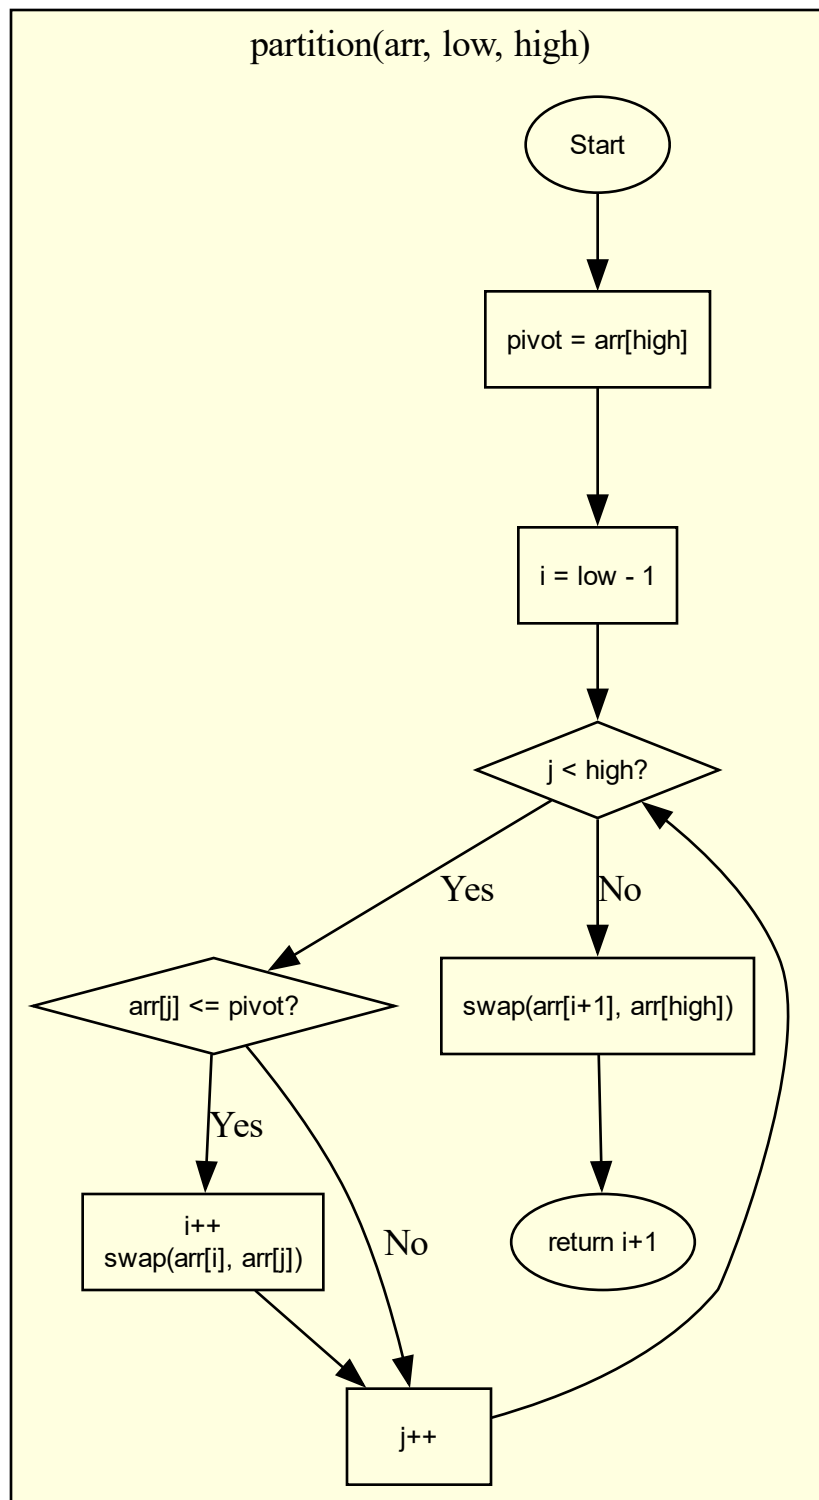 partition(arr, low, high)
Start
pivot = arr[high]
i = low - 1
j < high?
Yes
No
arr[j] <= pivot?
swap(arr[i+1], arr[high])
Yes
i++
swap(arr[i], arr[j])
No
return i+1
j++